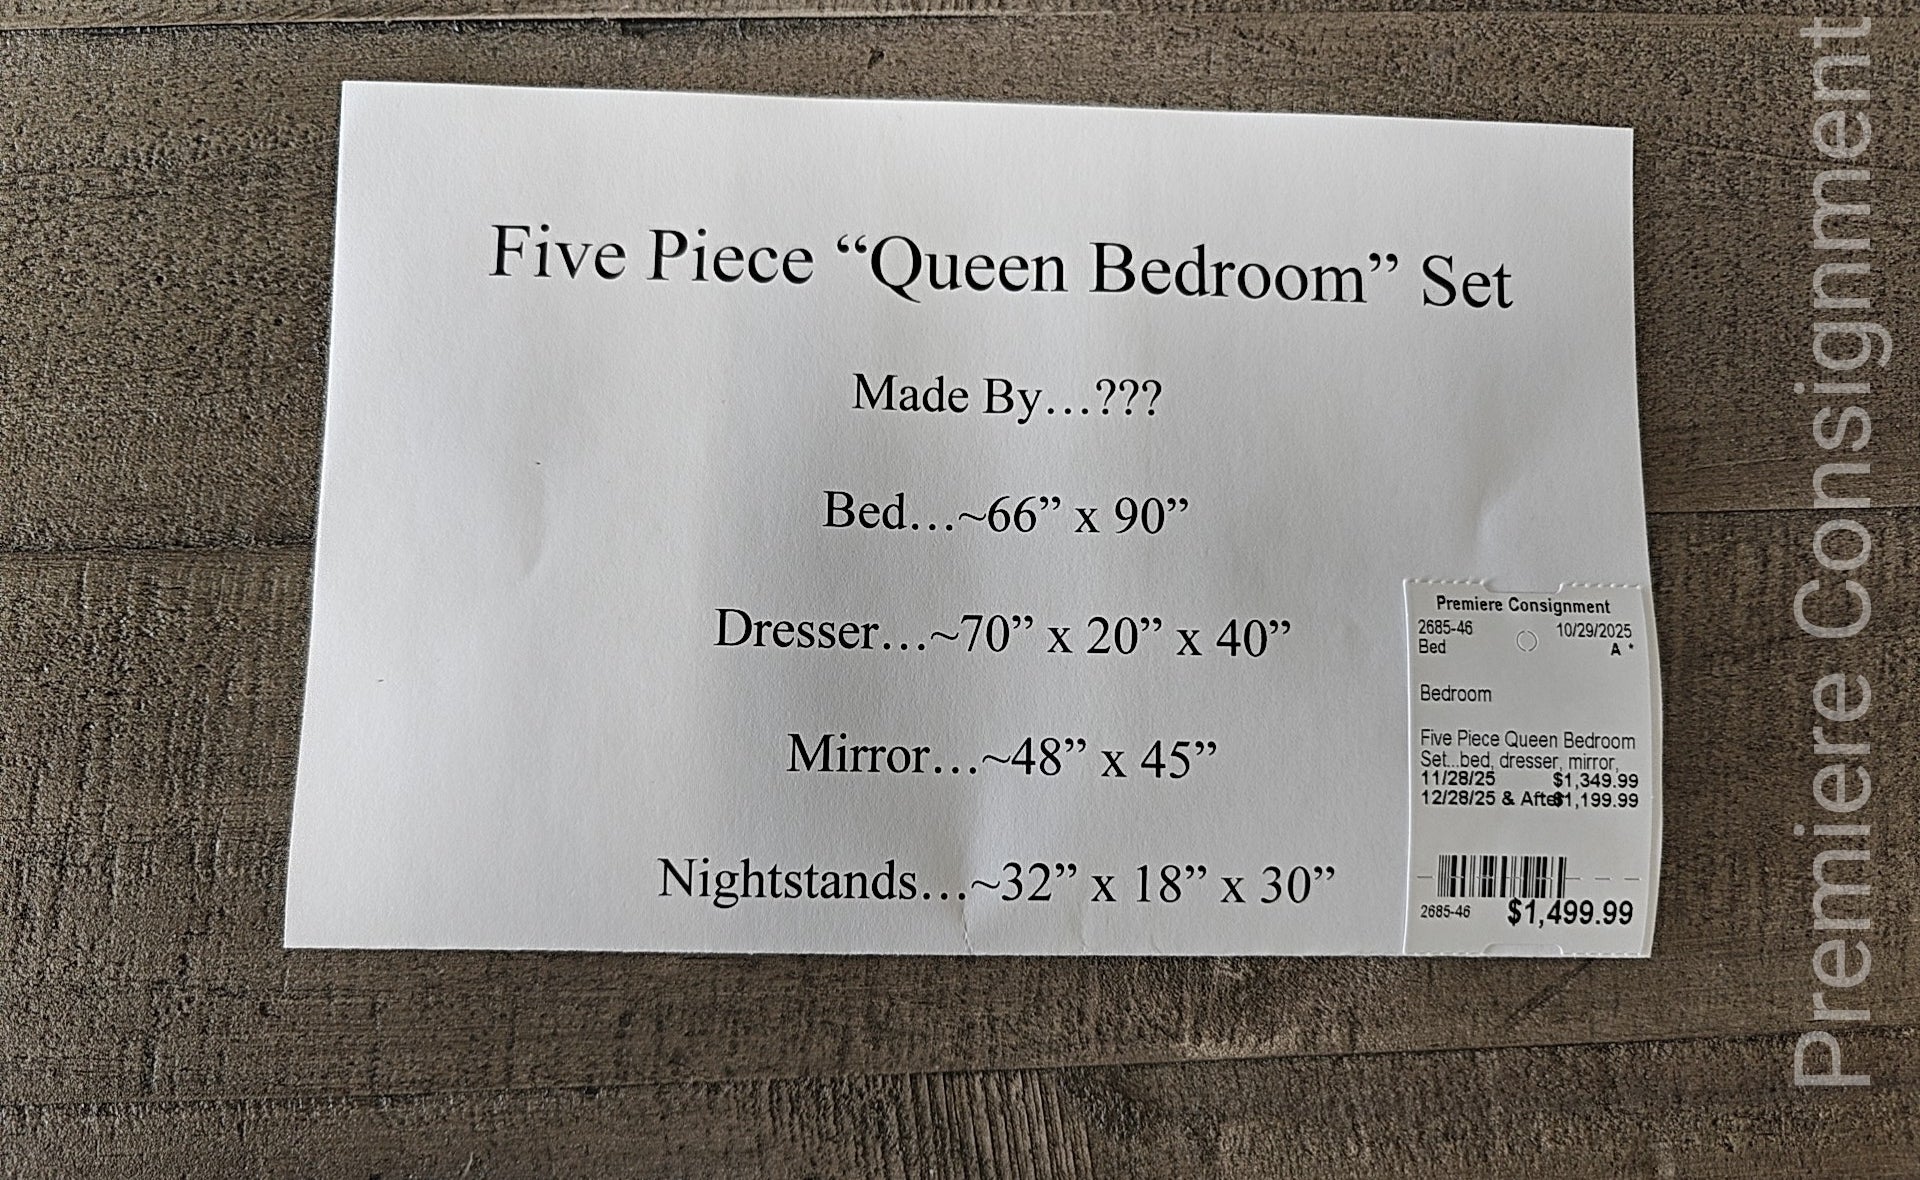 Five Piece “Queen Bedroom” Set
Made By…???
Bed…~66” x 90”
Dresser…~70” x 20” x 40”
Mirror…~48” x 45”
Nightstands…~32” x 18” x 30”
Premiere Consignment
2685-46 10/29/2025
Bed A *
Bedroom
Five Piece Queen Bedroom
Set...bed, dresser, mirror,
11/28/25 $1,349.99
12/28/25 & After $1,199.99
2685-46 $1,499.99
Premiere Consignment